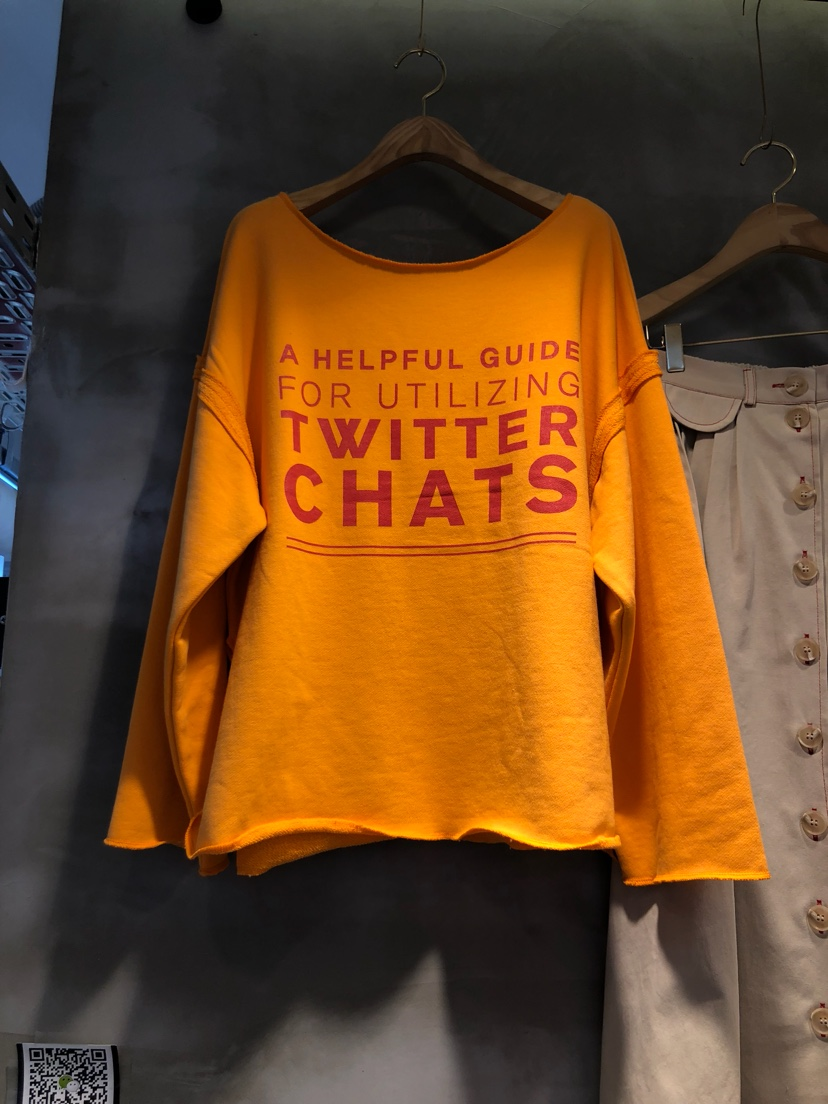 A HELPFUL GUIDE
FOR UTILIZING
TWITTER
CHATS